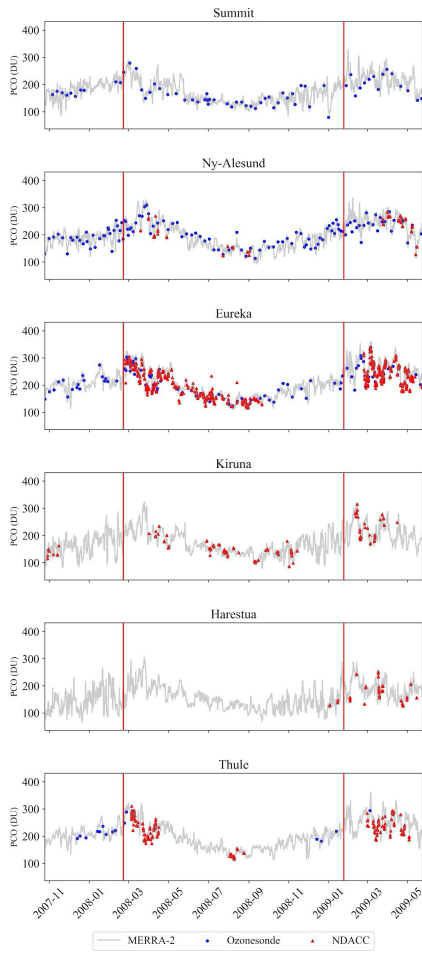 Summit
PCO (DU)
400
300
200
100
Ny-Alesund
PCO (DU)
400
300
200
100
Eureka
PCO (DU)
400
300
200
100
Kiruna
PCO (DU)
400
300
200
100
Harestua
PCO (DU)
400
300
200
100
Thule
PCO (DU)
400
300
200
100
2007-11
2008-01
2008-03
2008-05
2008-07
2008-09
2008-11
2009-01
2009-03
2009-05
MERRA-2 Ozonesonde NDACC